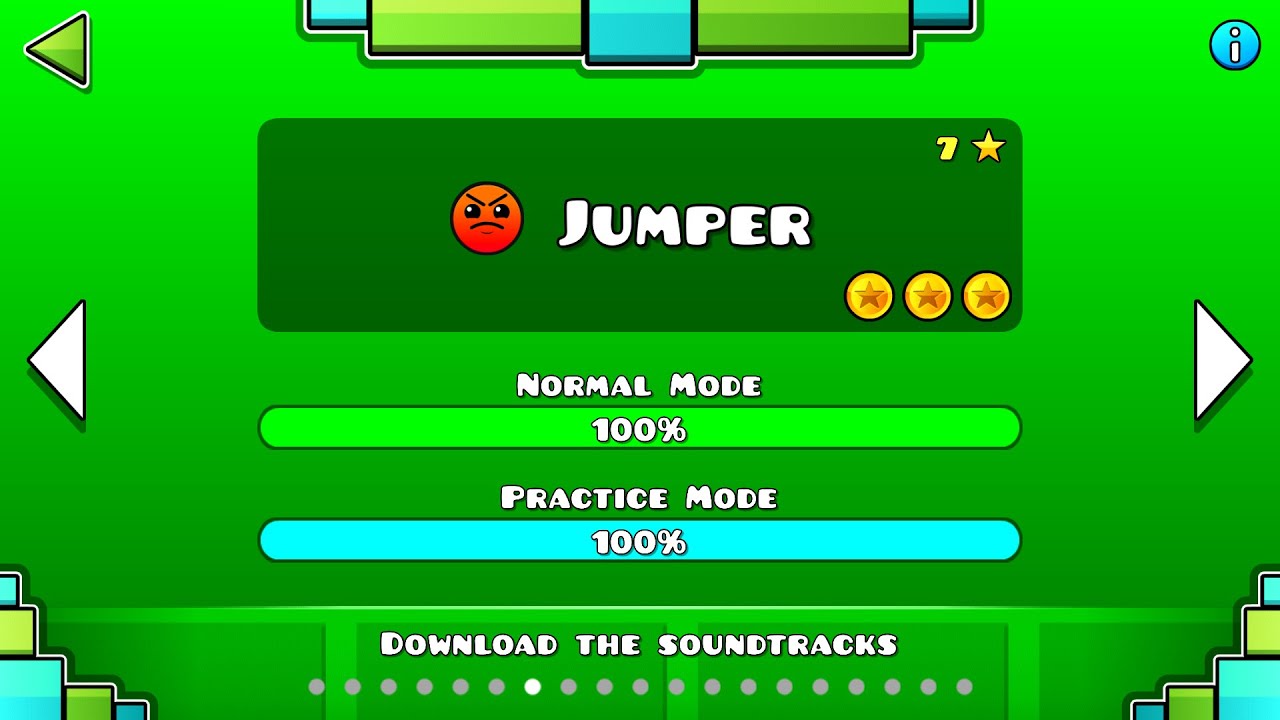 7
Jumper
Normal Mode
100%
Practice Mode
100%
Download the soundtracks